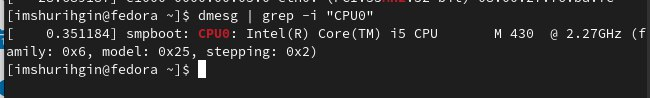 [imshurihgin@fedora ~]$ dmesg | grep -i "CPU0"
[    0.351184] smpboot: CPU0: Intel(R) Core(TM) i5 CPU       M 430  @ 2.27GHz (f
amily: 0x6, model: 0x25, stepping: 0x2)
[imshurihgin@fedora ~]$